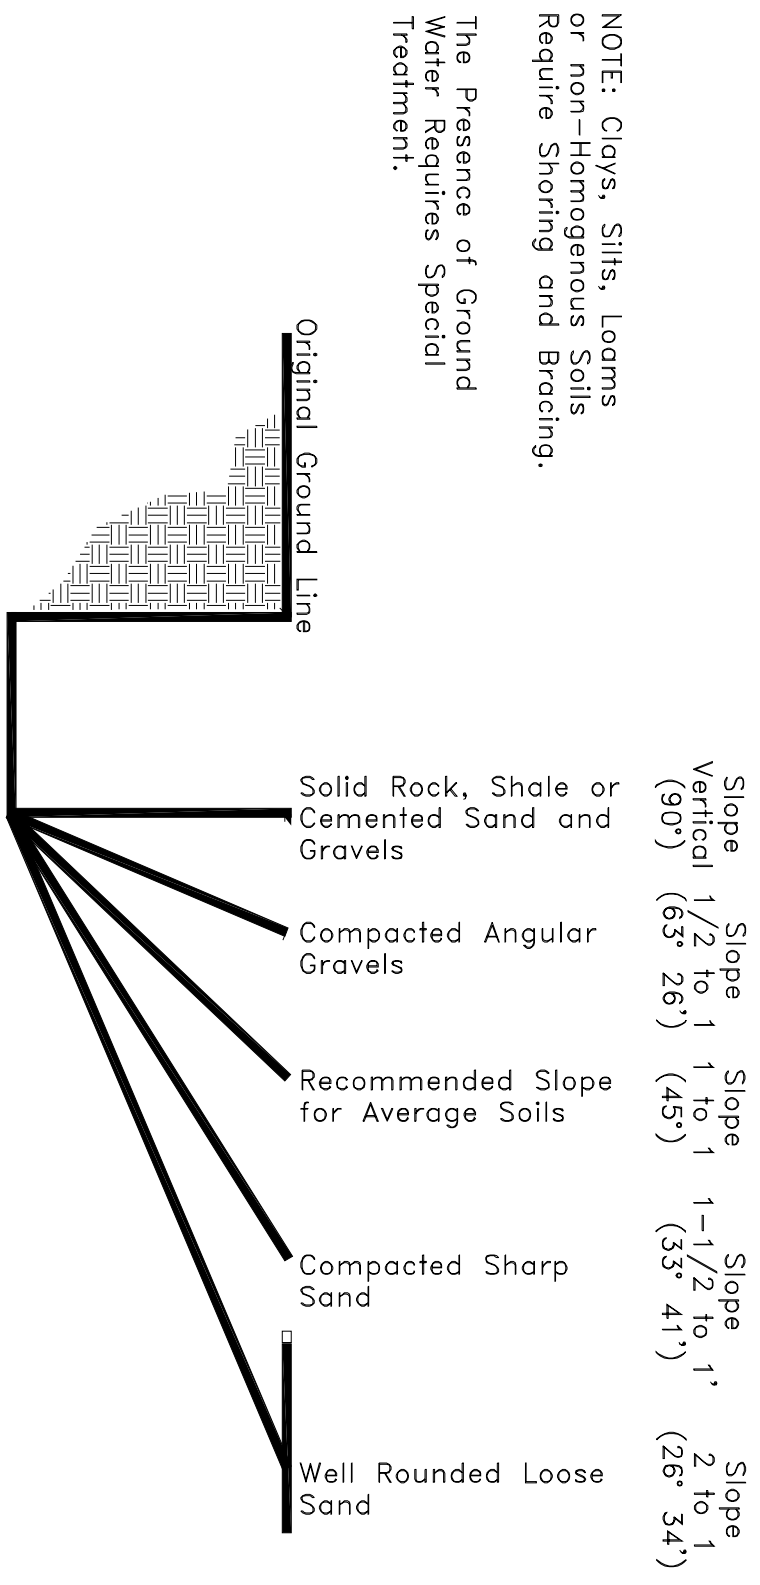 NOTE: Clays, Silts, Loams
or non-Homogenous Soils
Require Shoring and Bracing.
The Presence of Ground
Water Requires Special
Treatment.
Original Ground Line
Slope
Vertical
(90°)
Slope
1/2 to 1
(63° 26')
Slope
1 to 1
(45°)
Slope
1-1/2 to 1'
(33° 41')
Slope
2 to 1
(26° 34')
Solid Rock, Shale or
Cemented Sand and
Gravels
Compacted Angular
Gravels
Recommended Slope
for Average Soils
Compacted Sharp
Sand
Well Rounded Loose
Sand